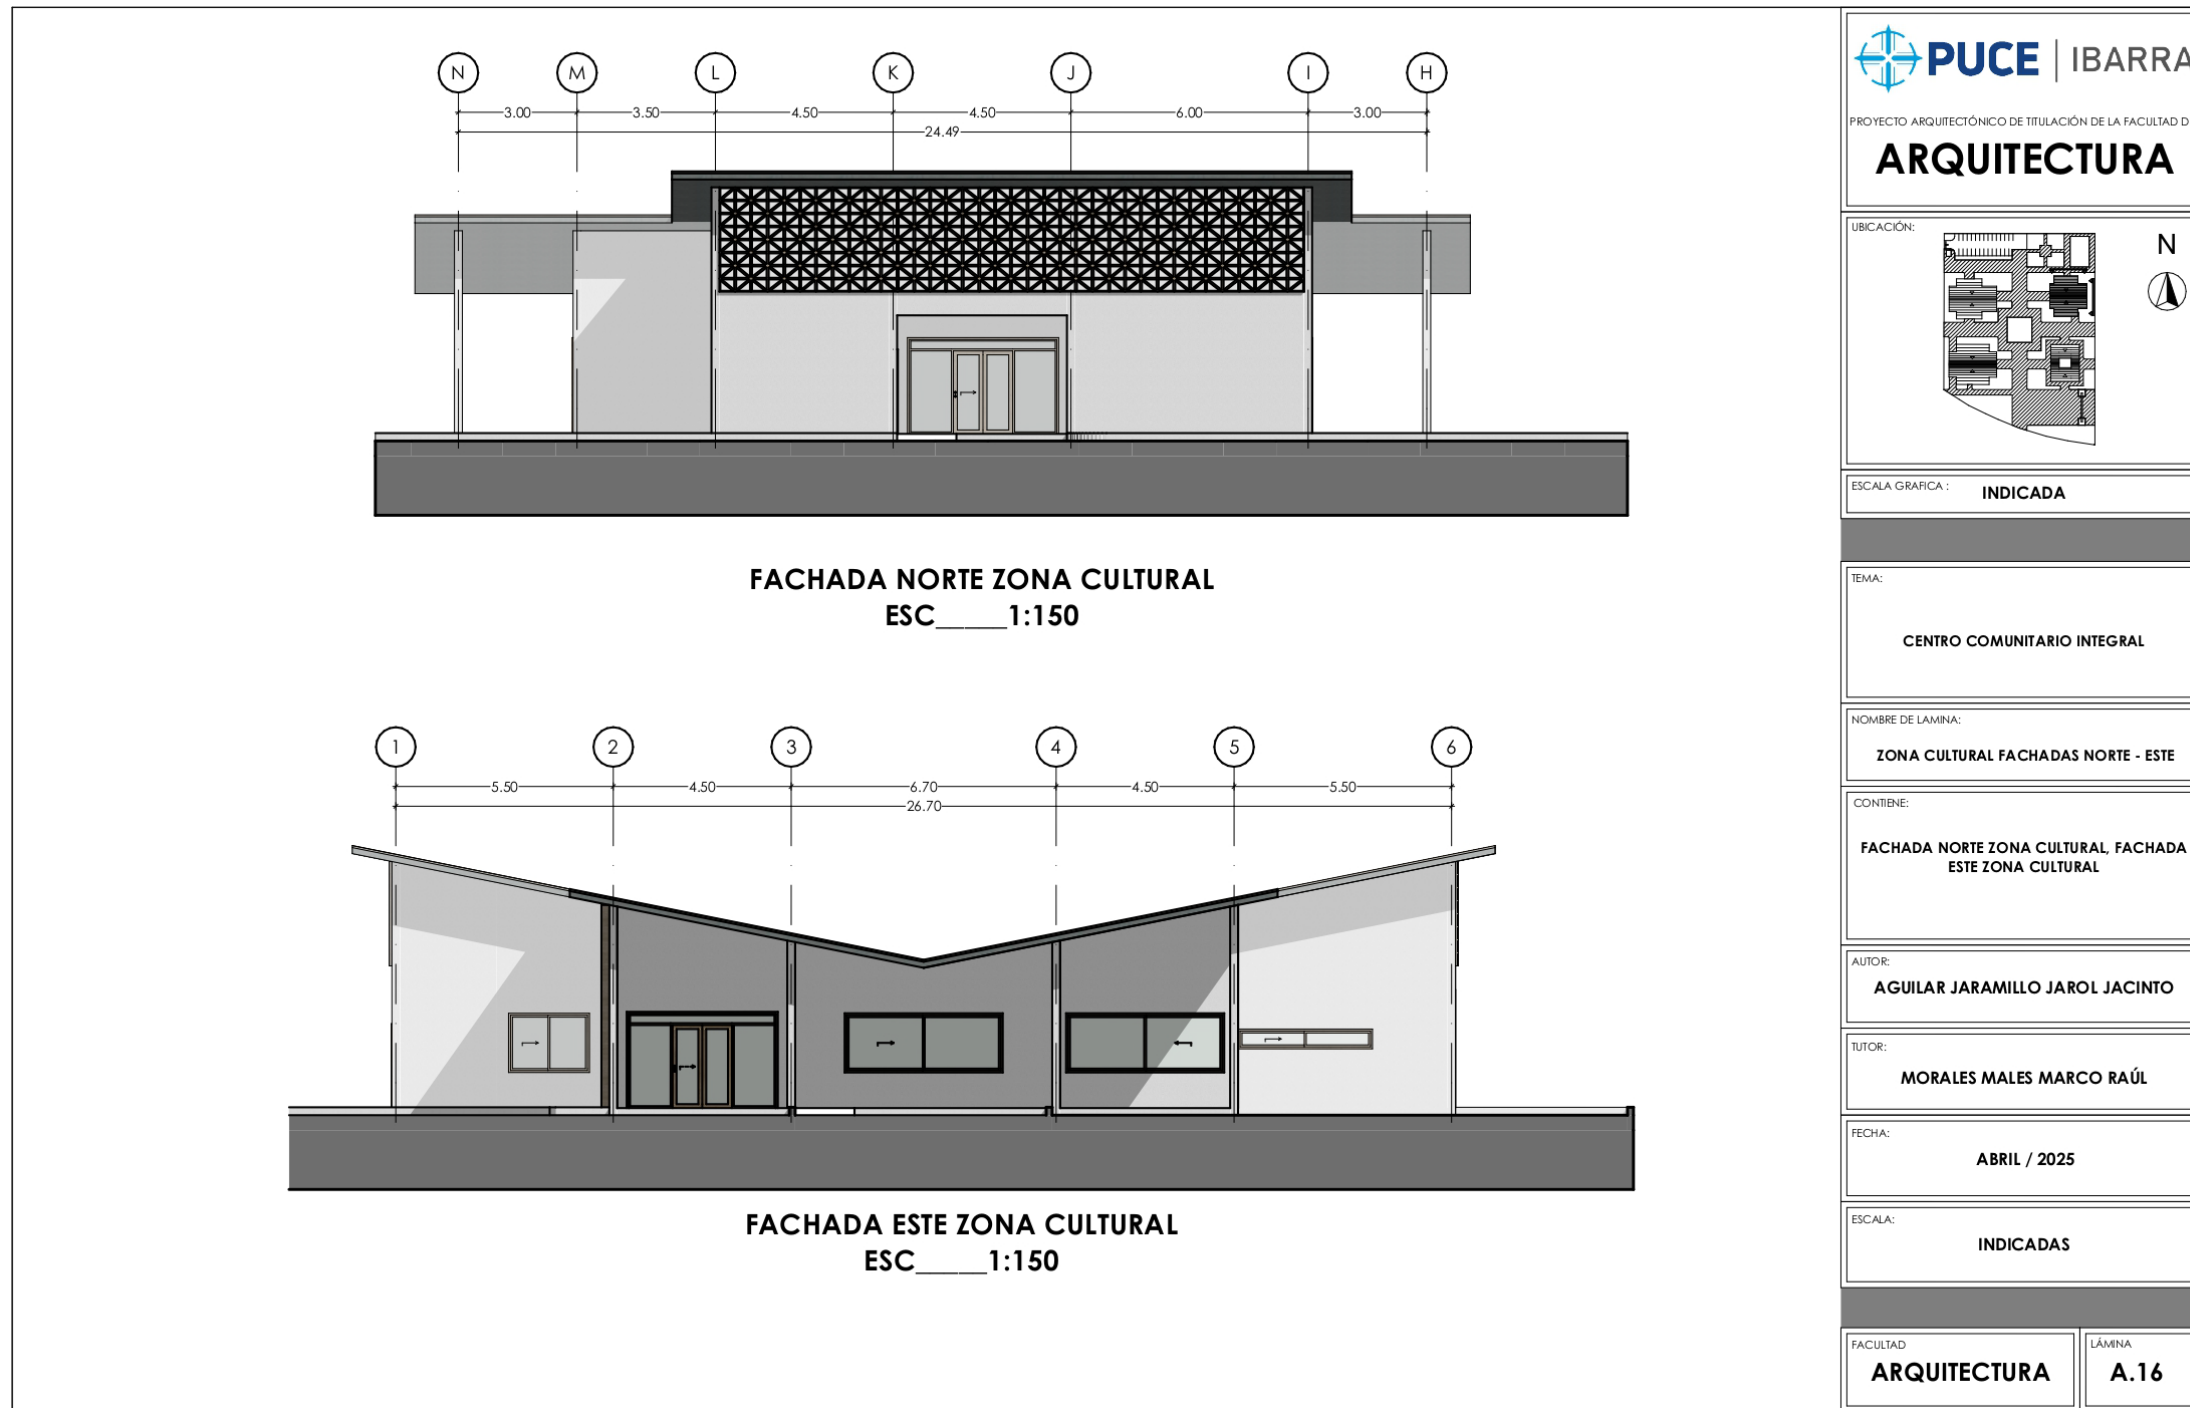 N M L K J I H
3.00 3.50 4.50 4.50 6.00 3.00
24.49
FACHADA NORTE ZONA CULTURAL
ESC_____1:150
1 2 3 4 5 6
5.50 4.50 6.70 4.50 5.50
26.70
FACHADA ESTE ZONA CULTURAL
ESC_____1:150
PUCE | IBARRA
PROYECTO ARQUITECTÓNICO DE TITULACIÓN DE LA FACULTAD D
ARQUITECTURA
UBICACIÓN:
N
ESCALA GRAFICA : INDICADA
TEMA:
CENTRO COMUNITARIO INTEGRAL
NOMBRE DE LAMINA:
ZONA CULTURAL FACHADAS NORTE - ESTE
CONTIENE:
FACHADA NORTE ZONA CULTURAL, FACHADA
ESTE ZONA CULTURAL
AUTOR:
AGUILAR JARAMILLO JAROL JACINTO
TUTOR:
MORALES MALES MARCO RAÚL
FECHA:
ABRIL / 2025
ESCALA:
INDICADAS
FACULTAD
ARQUITECTURA
LÁMINA
A.16